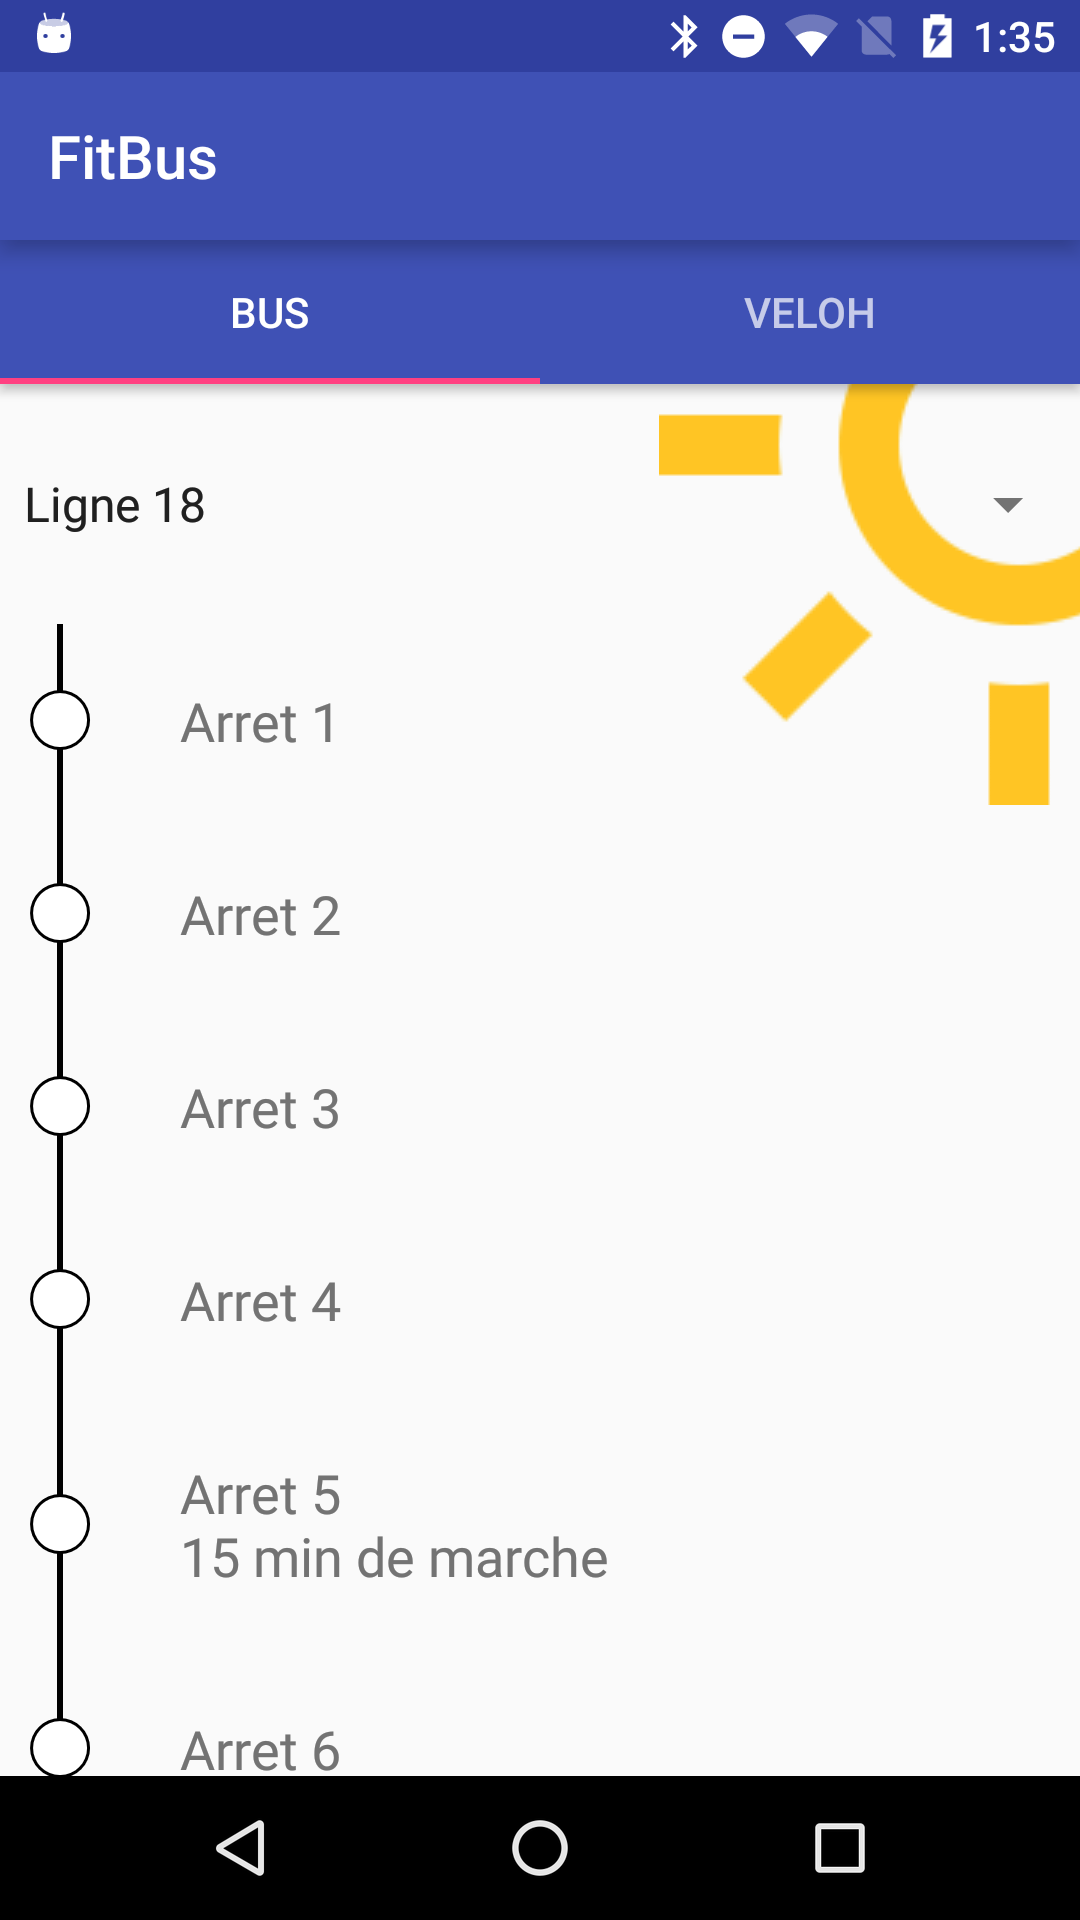 1:35
FitBus
BUS
VELOH
Ligne 18
Arret 1
Arret 2
Arret 3
Arret 4
Arret 5
15 min de marche
Arret 6